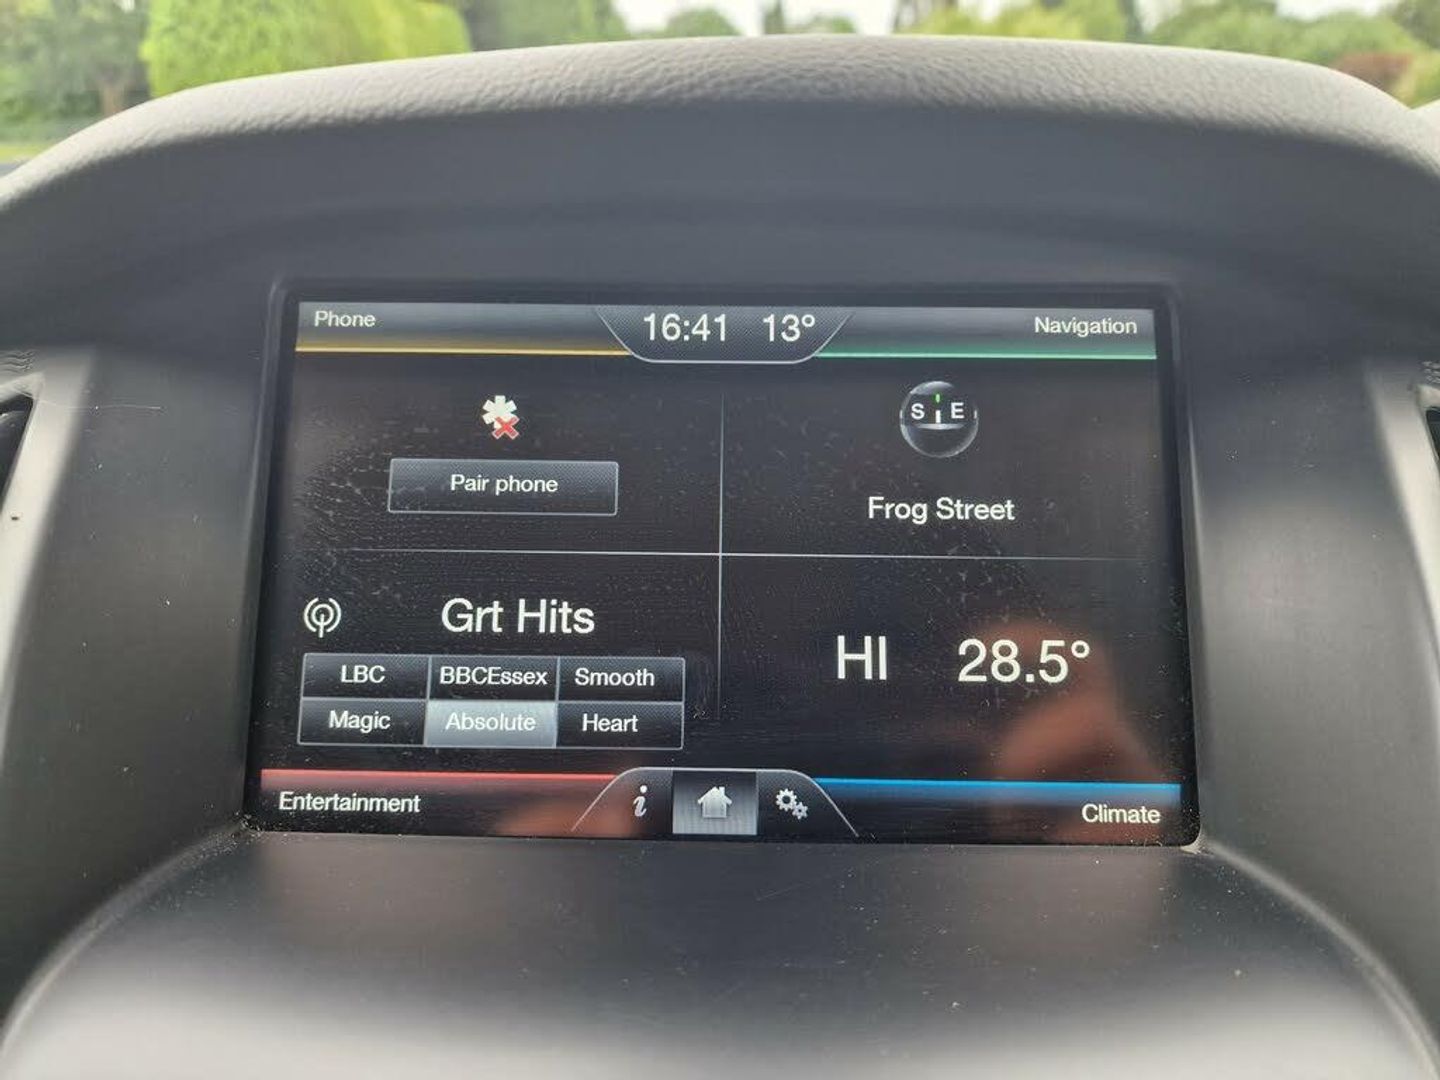 Phone
16:41 13°
Navigation
Pair phone
S E
Frog Street
Grt Hits
LBC BBCEssex Smooth
Magic Absolute Heart
HI 28.5°
Entertainment
i
Climate